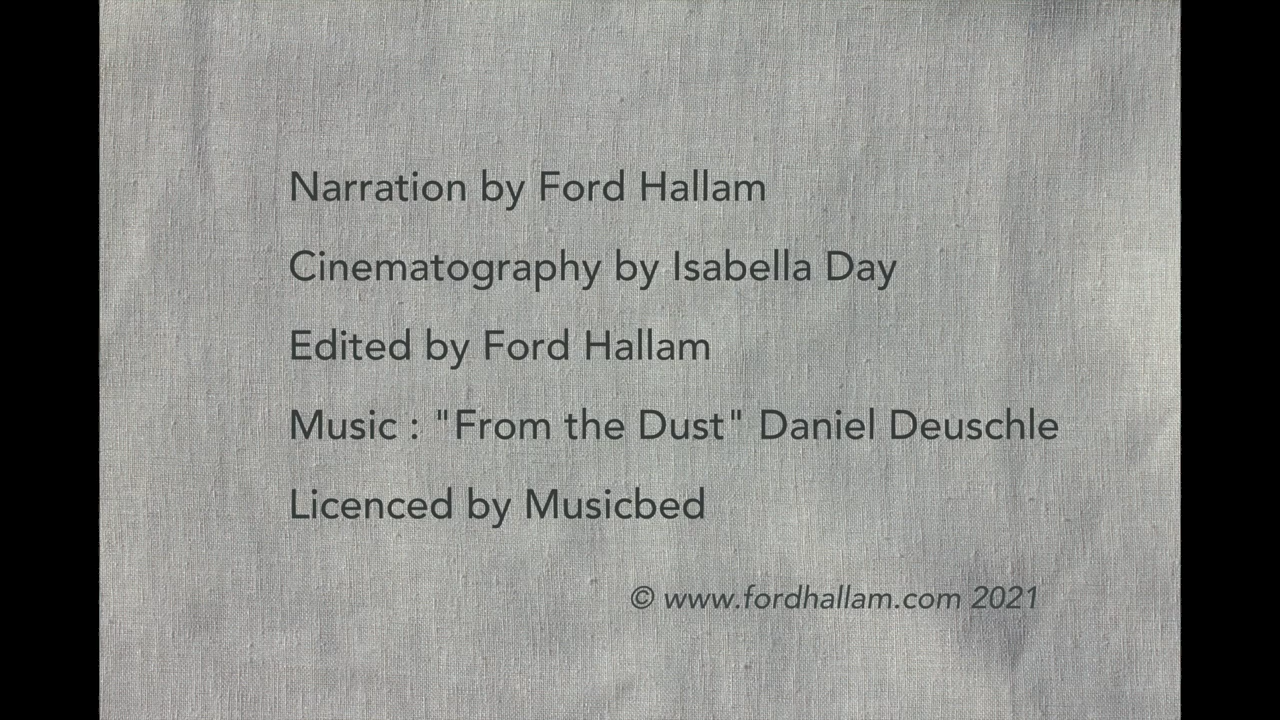 Narration by Ford Hallam
Cinematography by Isabella Day
Edited by Ford Hallam
Music : "From the Dust" Daniel Deuschle
Licenced by Musicbed
© www.fordhallam.com 2021